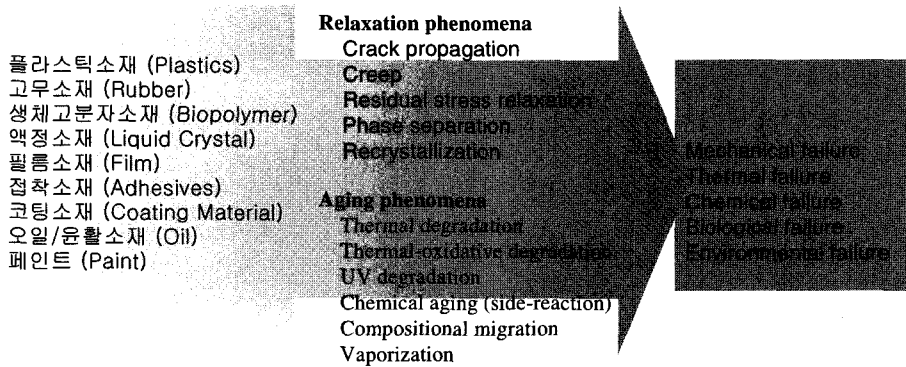 플라스틱소재 (Plastics)
고무소재 (Rubber)
생체고분자소재 (Biopolymer)
액정소재 (Liquid Crystal)
필름소재 (Film)
접착소재 (Adhesives)
코팅소재 (Coating Material)
오일/윤활소재 (Oil)
페인트 (Paint)
Relaxation phenomena
Crack propagation
Creep
Residual stress relaxation
Phase separation
Recrystallization
Aging phenomena
Thermal degradation
Thermal-oxidative degradation
UV degradation
Chemical aging (side-reaction)
Compositional migration
Vaporization
Mechanical failure
Thermal failure
Chemical failure
Biological failure
Environmental failure